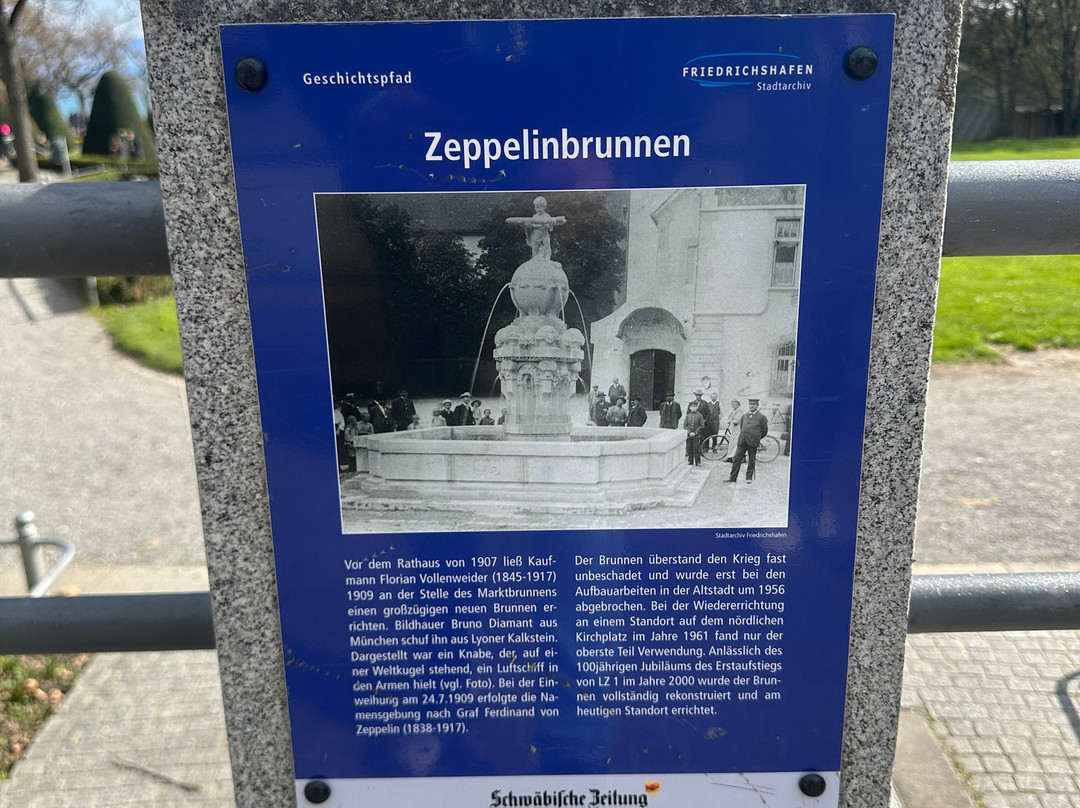 Geschichtspfad
FRIEDRICHSHAFEN
Stadtarchiv
Zeppelinbrunnen
Stadtarchiv Friedrichshafen
Vor dem Rathaus von 1907 ließ Kauf-
mann Florian Vollenweider (1845-1917)
1909 an der Stelle des Marktbrunnens
einen großzügigen neuen Brunnen er-
richten. Bildhauer Bruno Diamant aus
München schuf ihn aus Lyoner Kalkstein.
Dargestellt war ein Knabe, der, auf ei-
ner Weltkugel stehend, ein Luftschiff in
den Armen hielt (vgl. Foto). Bei der Ein-
weihung am 24.7.1909 erfolgte die Na-
mensgebung nach Graf Ferdinand von
Zeppelin (1838-1917).
Der Brunnen überstand den Krieg fast
unbeschadet und wurde erst bei den
Aufbauarbeiten in der Altstadt um 1956
abgebrochen. Bei der Wiedererrichtung
an einem Standort auf dem nördlichen
Kirchplatz im Jahre 1961 fand nur der
oberste Teil Verwendung. Anlässlich des
100jährigen Jubiläums des Erstaufstiegs
von LZ 1 im Jahre 2000 wurde der Brun-
nen vollständig rekonstruiert und am
heutigen Standort errichtet.
Schwäbische Zeitung